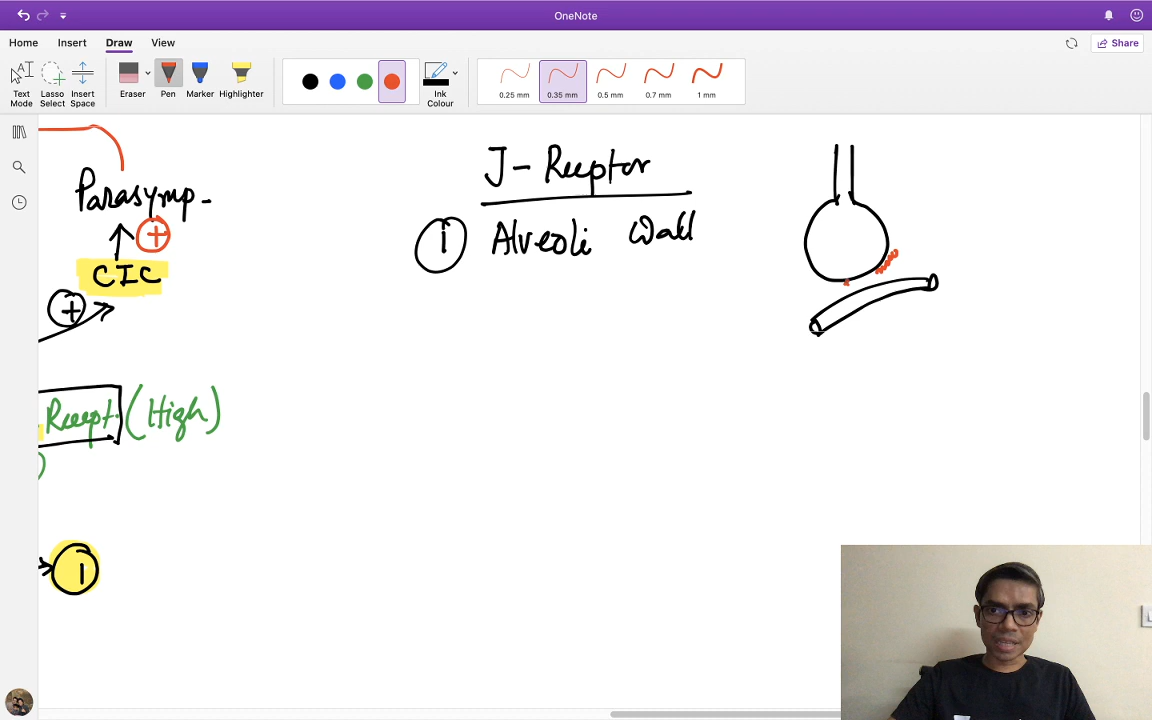 OneNote
Home Insert Draw View
Share
Text Mode
Lasso Select
Insert Space
Eraser
Pen
Marker
Highlighter
Ink Colour
0.25 mm
0.35 mm
0.5 mm
0.7 mm
1 mm
Parasymp.
+
CIC
+
Recept. (High)
1
J-Receptor
1 Alveoli Wall